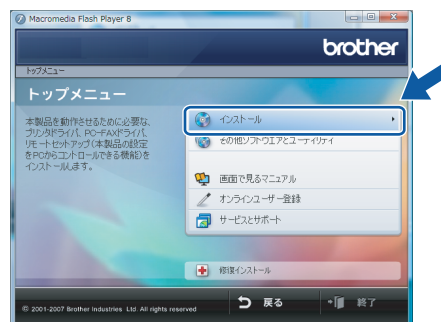 Macromedia Flash Player 8
brother
トップメニュー
トップメニュー
本製品を動作させるために必要な、
プリンタドライバ、PC-FAXドライバ、
リモートセットアップ(本製品の設定
をPCからコントロールできる機能)を
インストールします。
インストール
その他ソフトウエアとユーティリティ
画面で見るマニュアル
オンラインユーザー登録
サービスとサポート
修復インストール
© 2001-2007 Brother Industries Ltd. All rights reserved
戻る
終了